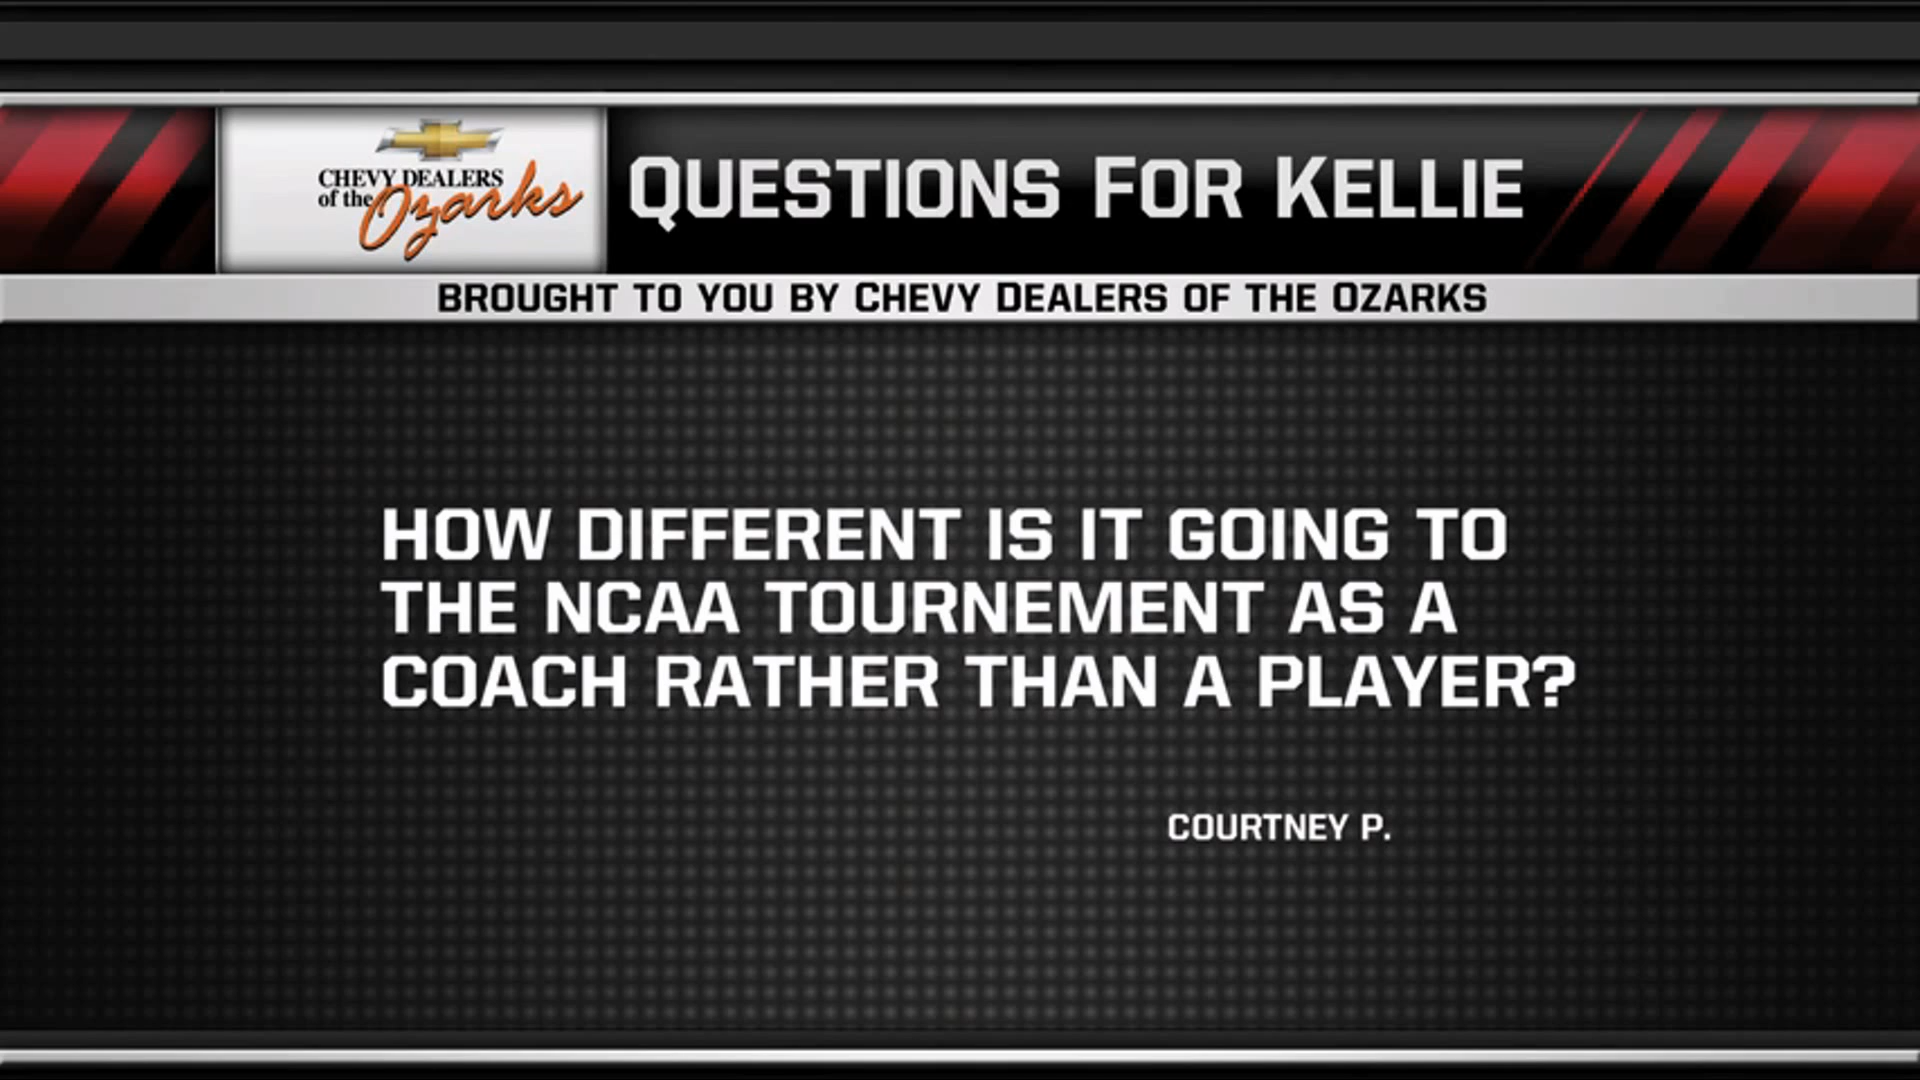 CHEVY DEALERS
of the Ozarks
QUESTIONS FOR KELLIE
BROUGHT TO YOU BY CHEVY DEALERS OF THE OZARKS
HOW DIFFERENT IS IT GOING TO
THE NCAA TOURNEMENT AS A
COACH RATHER THAN A PLAYER?
COURTNEY P.